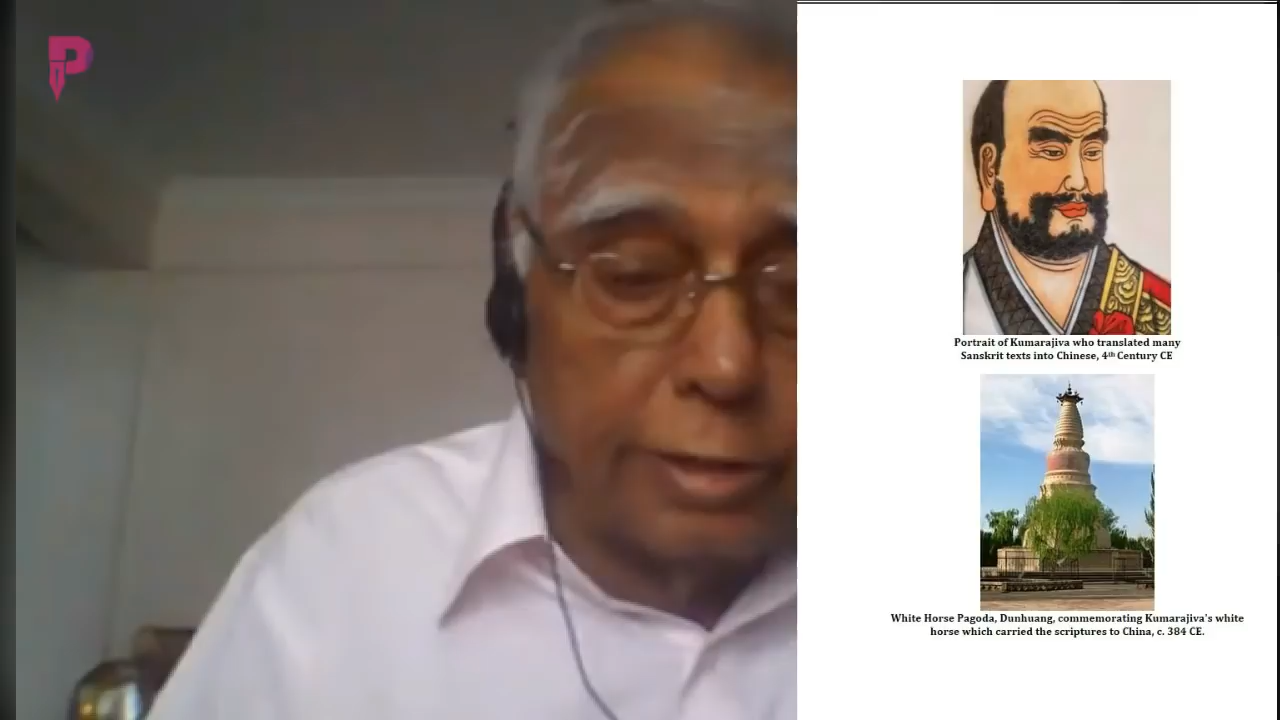 P
Portrait of Kumarajiva who translated many
Sanskrit texts into Chinese, 4th Century CE
White Horse Pagoda, Dunhuang, commemorating Kumarajiva's white
horse which carried the scriptures to China, c. 384 CE.